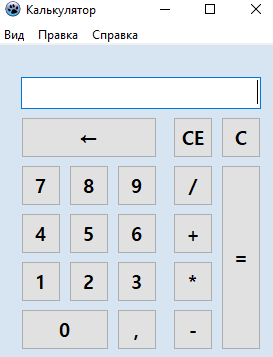 Калькулятор
Вид Правка Справка
← CE C
7 8 9 /
4 5 6 +
1 2 3 * =
0 , -